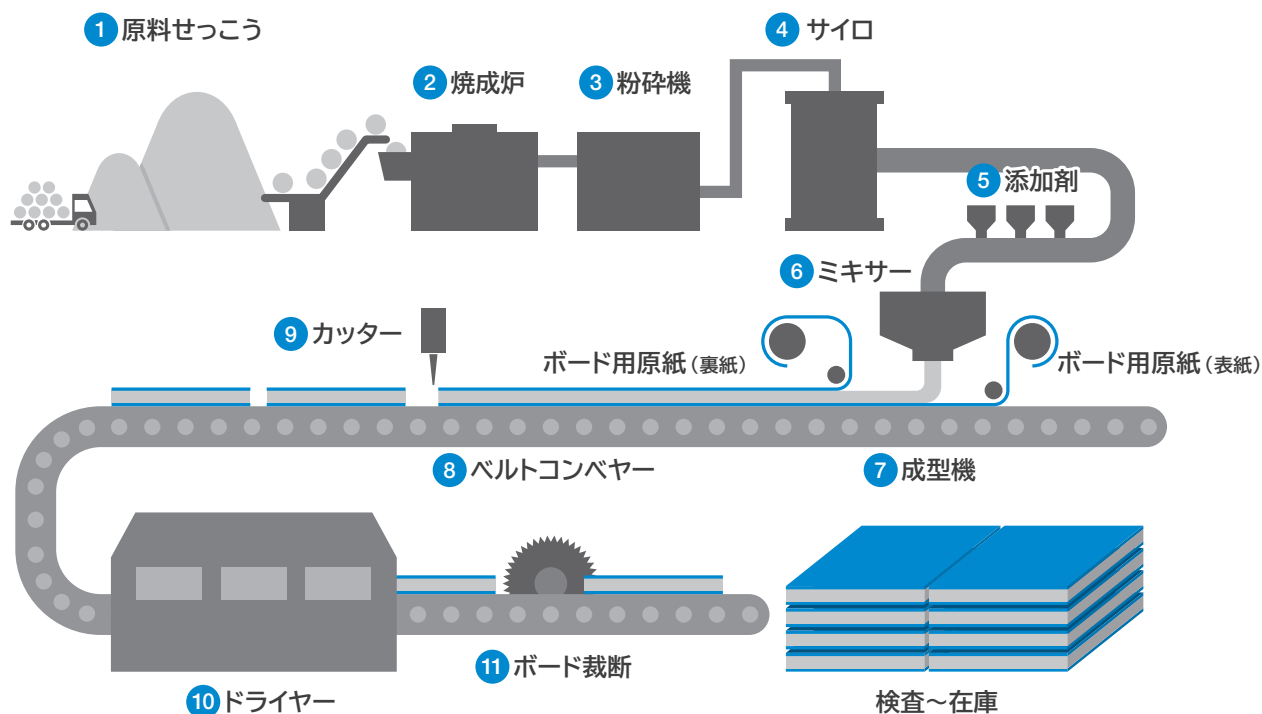 1 原料せっこう
2 焼成炉
3 粉砕機
4 サイロ
5 添加剤
6 ミキサー
9 カッター
ボード用原紙（裏紙）
ボード用原紙（表紙）
8 ベルトコンベヤー
7 成型機
10 ドライヤー
11 ボード裁断
検査～在庫